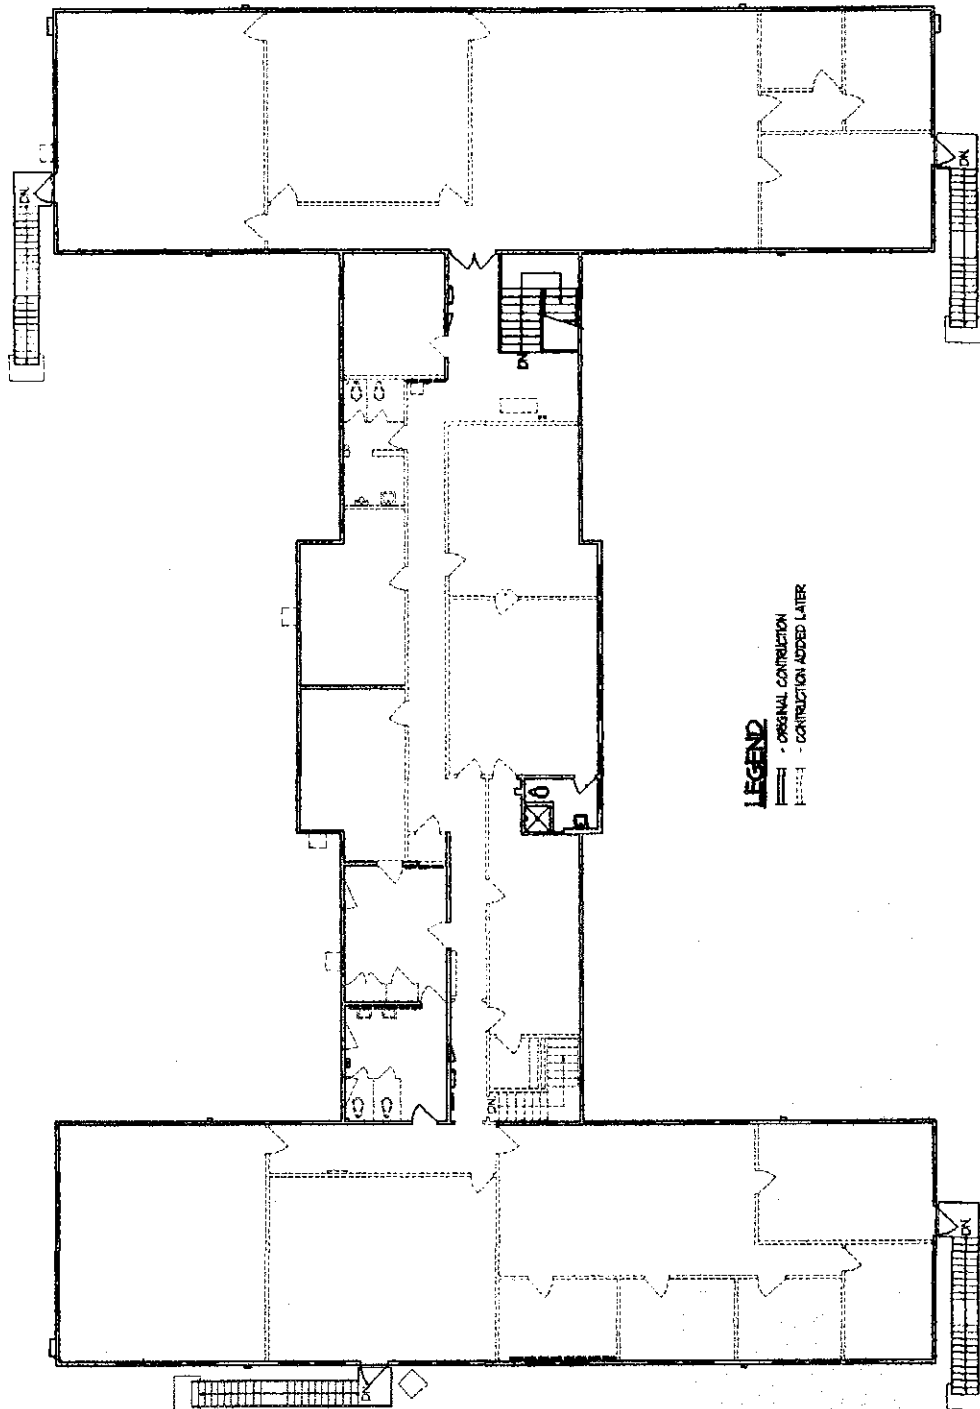 DN.
DN.
DN
LEGEND
- ORIGINAL CONTRUCTION
- CONTRUCTION ADDED LATER
DN
DN.
DN.